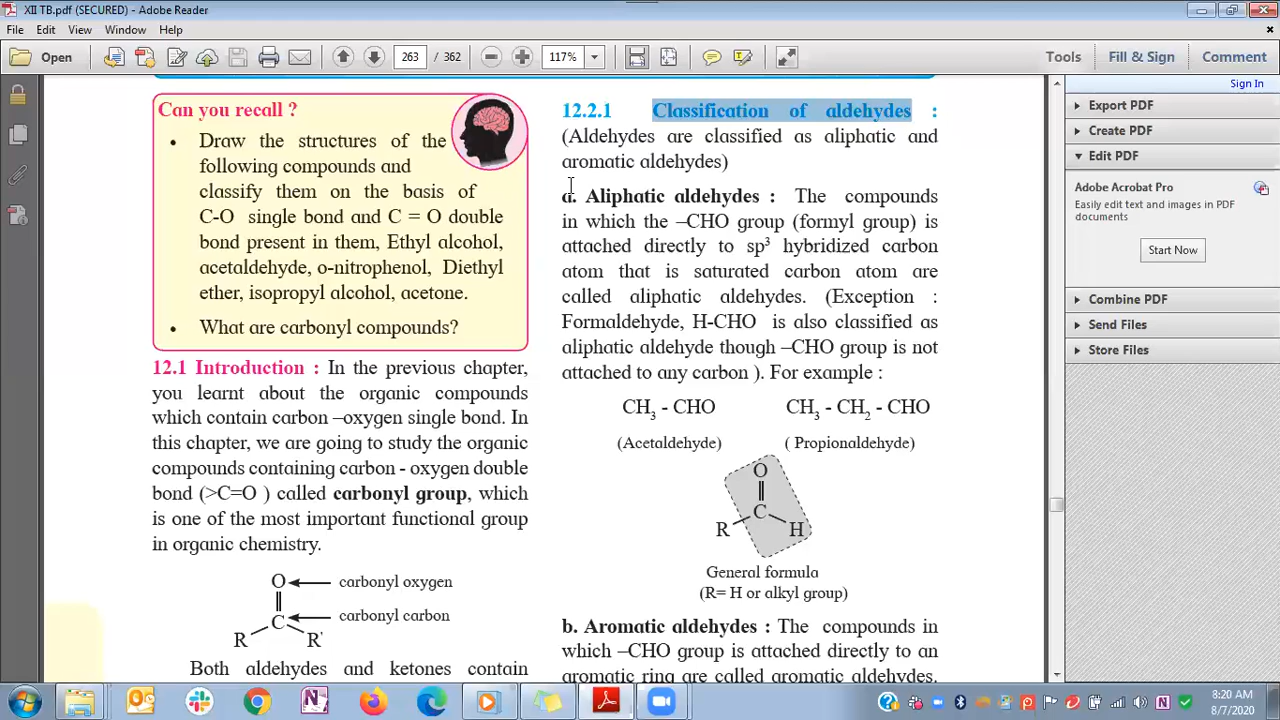 XII TB.pdf (SECURED) - Adobe Reader
File Edit View Window Help
Open 263 / 362 117% Tools Fill & Sign Comment
Sign In
Export PDF
Create PDF
Edit PDF
Adobe Acrobat Pro
Easily edit text and images in PDF
documents
Start Now
Combine PDF
Send Files
Store Files
Can you recall ?
• Draw the structures of the
following compounds and
classify them on the basis of
C-O single bond and C = O double
bond present in them, Ethyl alcohol,
acetaldehyde, o-nitrophenol, Diethyl
ether, isopropyl alcohol, acetone.
• What are carbonyl compounds?
12.1 Introduction : In the previous chapter,
you learnt about the organic compounds
which contain carbon –oxygen single bond. In
this chapter, we are going to study the organic
compounds containing carbon - oxygen double
bond (>C=O ) called carbonyl group, which
is one of the most important functional group
in organic chemistry.
O carbonyl oxygen
C carbonyl carbon
R R'
Both aldehydes and ketones contain
12.2.1 Classification of aldehydes :
(Aldehydes are classified as aliphatic and
aromatic aldehydes)
a. Aliphatic aldehydes : The compounds
in which the –CHO group (formyl group) is
attached directly to sp³ hybridized carbon
atom that is saturated carbon atom are
called aliphatic aldehydes. (Exception :
Formaldehyde, H-CHO is also classified as
aliphatic aldehyde though –CHO group is not
attached to any carbon ). For example :
CH₃ - CHO CH₃ - CH₂ - CHO
(Acetaldehyde) ( Propionaldehyde)
O
C
R H
General formula
(R= H or alkyl group)
b. Aromatic aldehydes : The compounds in
which –CHO group is attached directly to an
aromatic ring are called aromatic aldehydes.
8:20 AM
8/7/2020